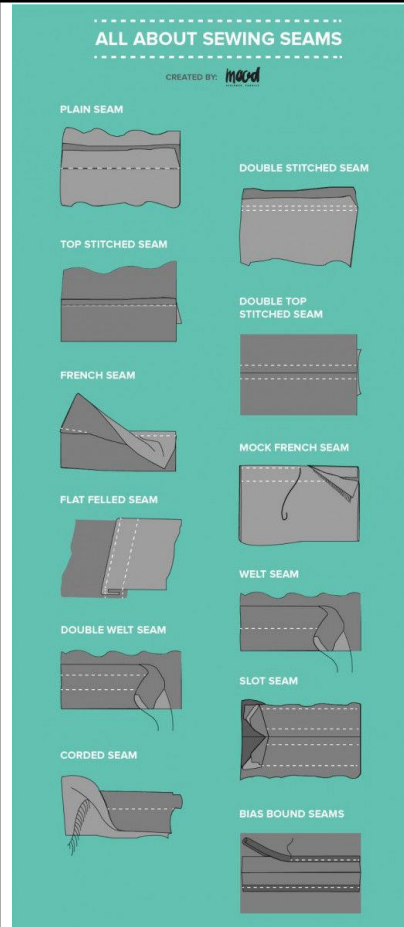 ALL ABOUT SEWING SEAMS
CREATED BY: mood
PLAIN SEAM
DOUBLE STITCHED SEAM
TOP STITCHED SEAM
DOUBLE TOP
STITCHED SEAM
FRENCH SEAM
MOCK FRENCH SEAM
FLAT FELLED SEAM
WELT SEAM
DOUBLE WELT SEAM
SLOT SEAM
CORDED SEAM
BIAS BOUND SEAMS